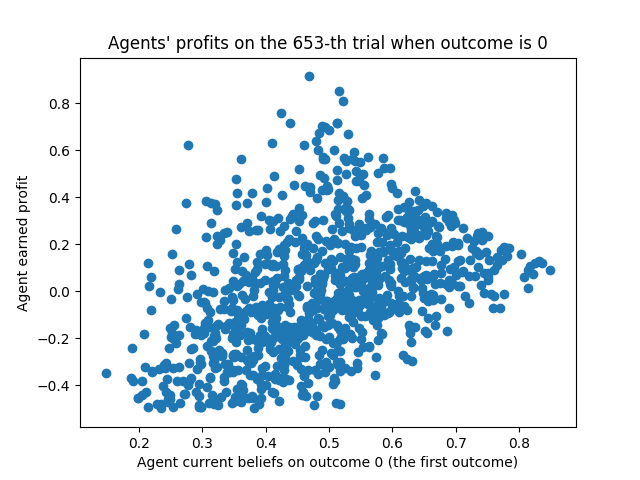 Agents' profits on the 653-th trial when outcome is 0
Agent earned profit
0.8
0.6
0.4
0.2
0.0
−0.2
−0.4
0.2 0.3 0.4 0.5 0.6 0.7 0.8
Agent current beliefs on outcome 0 (the first outcome)